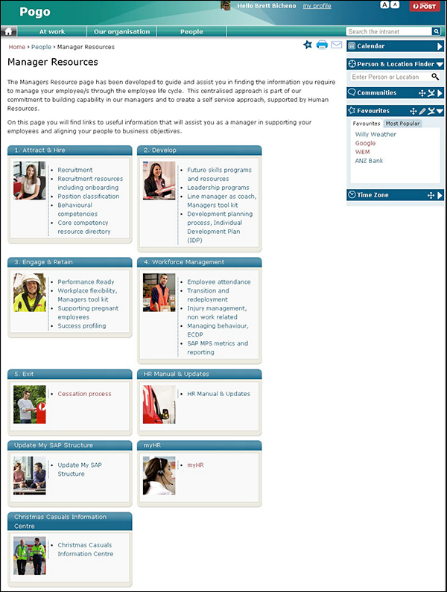 Pogo
Hello Brett Bichena my profile
A A
POST
At work Our organisation People
Search the Intranet
Home › People › Manager Resources
Manager Resources
The Managers Resource page has been developed to guide and assist you in finding the information you require
to manage your employee/s through the employee life cycle. This centralised approach is part of our
commitment to building capability in our managers and to create a self service approach, supported by Human
Resources.
On this page you will find links to useful information that will assist you as a manager in supporting your
employees and aligning your people to business objectives.
1. Attract & Hire
Recruitment
Recruitment resources
including onboarding
Position classification
Behavioural
competencies
Core competency
resource directory
2. Develop
Future skills programs
and resources
Leadership programs
Line manager as coach,
Managers tool kit
Development planning
process, Individual
Development Plan
(IDP)
3. Engage & Retain
Performance Ready
Workplace flexibility,
Managers tool kit
Supporting pregnant
employees
Success profiling
4. Workforce Management
Employee attendance
Transition and
redeployment
Injury management,
non work related
Managing behaviour,
ECDP
SAP MPS metrics and
reporting
5. Exit
Cessation process
HR Manual & Updates
HR Manual & Updates
Update My SAP Structure
Update My SAP
Structure
myHR
myHR
Christmas Casuals Information
Centre
Christmas Casuals
Information Centre
Calendar
Person & Location Finder
Enter Person or Location
Communities
Favourites
Favourites Most Popular
Willy Weather
Google
WEM
ANZ Bank
Time Zone